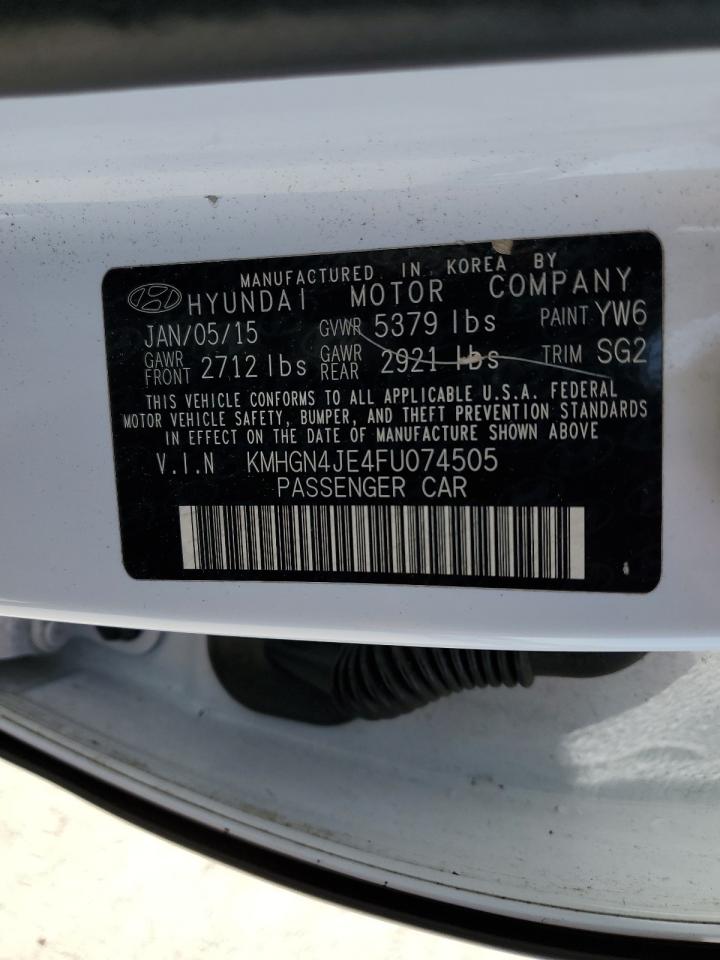 MANUFACTURED IN KOREA BY
HYUNDAI MOTOR COMPANY
JAN/05/15 GVWR 5379 lbs PAINT YW6
GAWR FRONT 2712 lbs GAWR REAR 2921 lbs TRIM SG2
THIS VEHICLE CONFORMS TO ALL APPLICABLE U.S.A. FEDERAL
MOTOR VEHICLE SAFETY, BUMPER, AND THEFT PREVENTION STANDARDS
IN EFFECT ON THE DATE OF MANUFACTURE SHOWN ABOVE
V.I.N KMHGN4JE4FU074505
PASSENGER CAR